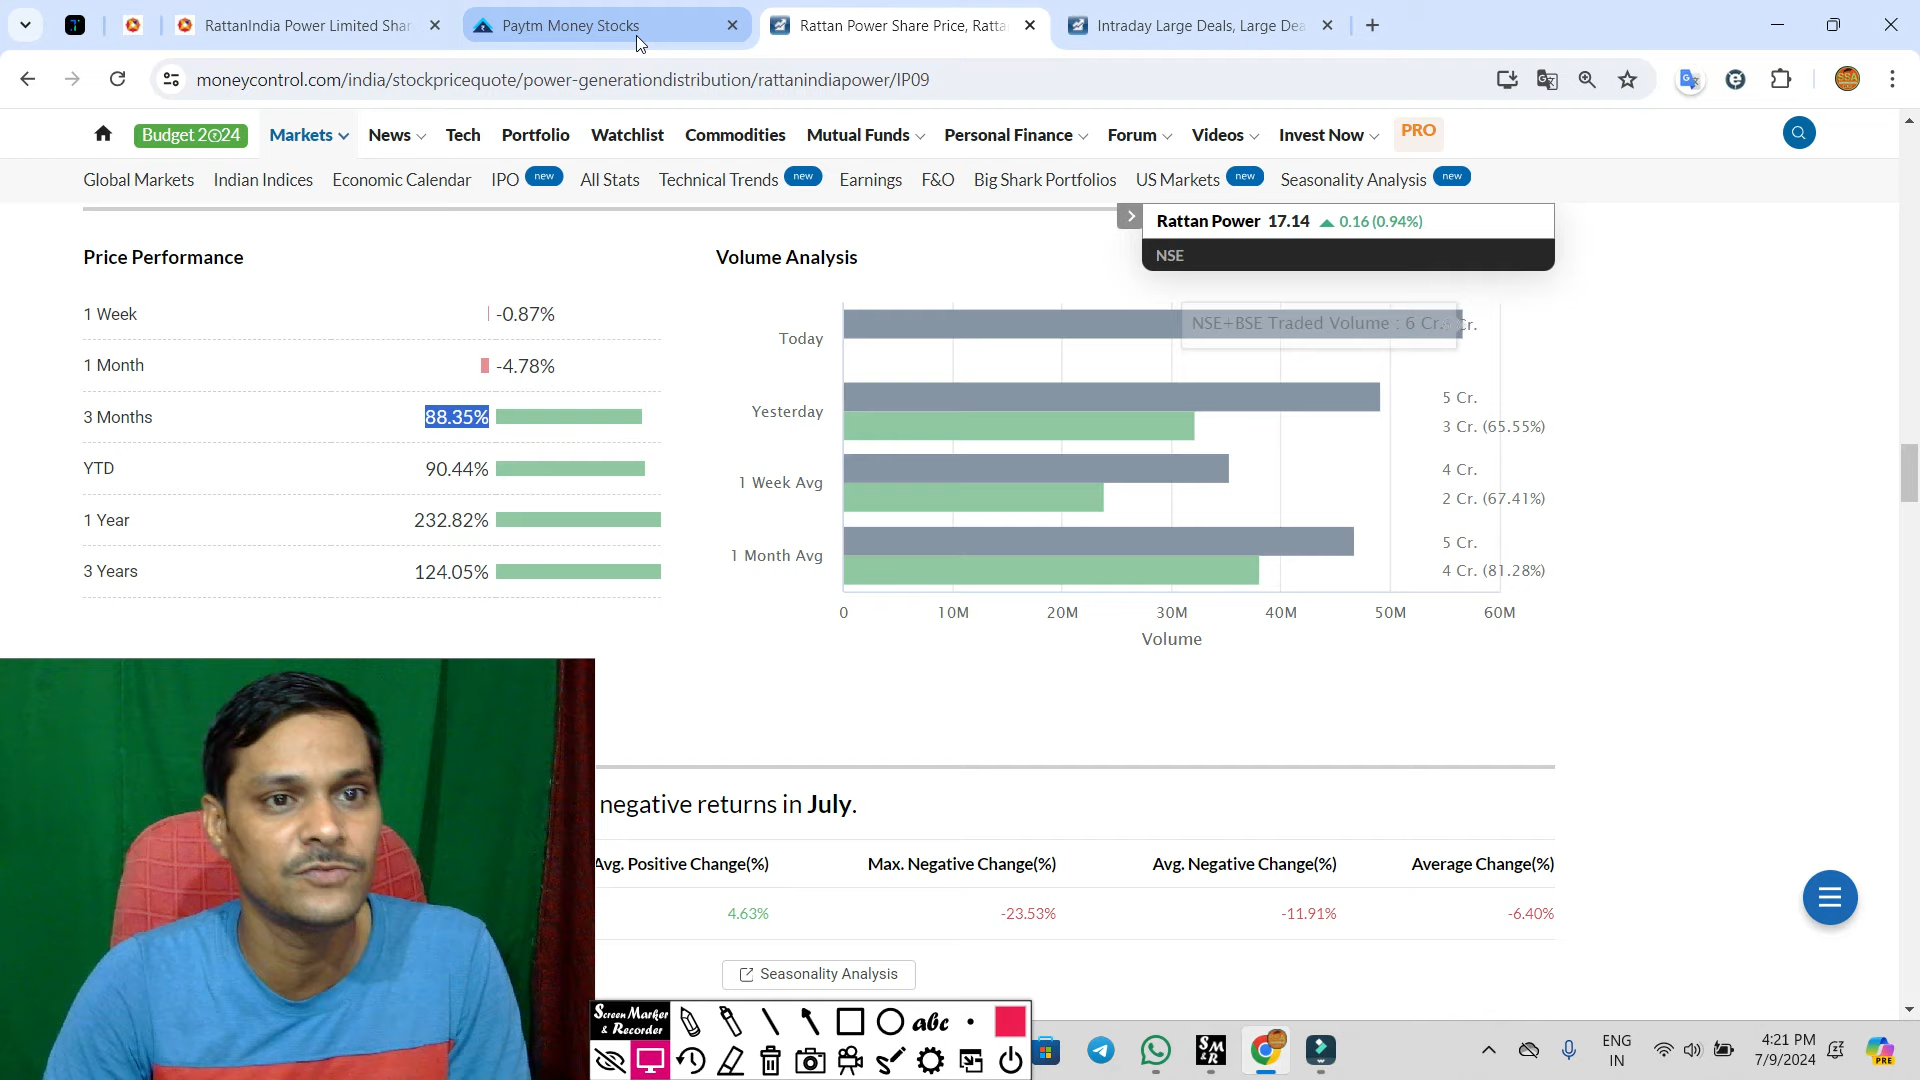 RattanIndia Power Limited Shar
Paytm Money Stocks
Rattan Power Share Price, Ratta
Intraday Large Deals, Large Dea
moneycontrol.com/india/stockpricequote/power-generationdistribution/rattanindiapower/IP09
Budget 2024 Markets News Tech Portfolio Watchlist Commodities Mutual Funds Personal Finance Forum Videos Invest Now PRO
Global Markets Indian Indices Economic Calendar IPO new All Stats Technical Trends new Earnings F&O Big Shark Portfolios US Markets new Seasonality Analysis new
Rattan Power 17.14 0.16 (0.94%)
NSE
Price Performance
1 Week -0.87%
1 Month -4.78%
3 Months 88.35%
YTD 90.44%
1 Year 232.82%
3 Years 124.05%
Volume Analysis
NSE+BSE Traded Volume : 6 Cr.
Today
Yesterday 5 Cr.
3 Cr. (65.55%)
1 Week Avg 4 Cr.
2 Cr. (67.41%)
1 Month Avg 5 Cr.
4 Cr. (81.28%)
0 10M 20M 30M 40M 50M 60M
Volume
negative returns in July.
Avg. Positive Change(%) Max. Negative Change(%) Avg. Negative Change(%) Average Change(%)
4.63% -23.53% -11.91% -6.40%
Seasonality Analysis
Screen Marker
& Recorder
abc
SM
&R
ENG
IN
4:21 PM
7/9/2024
PRE